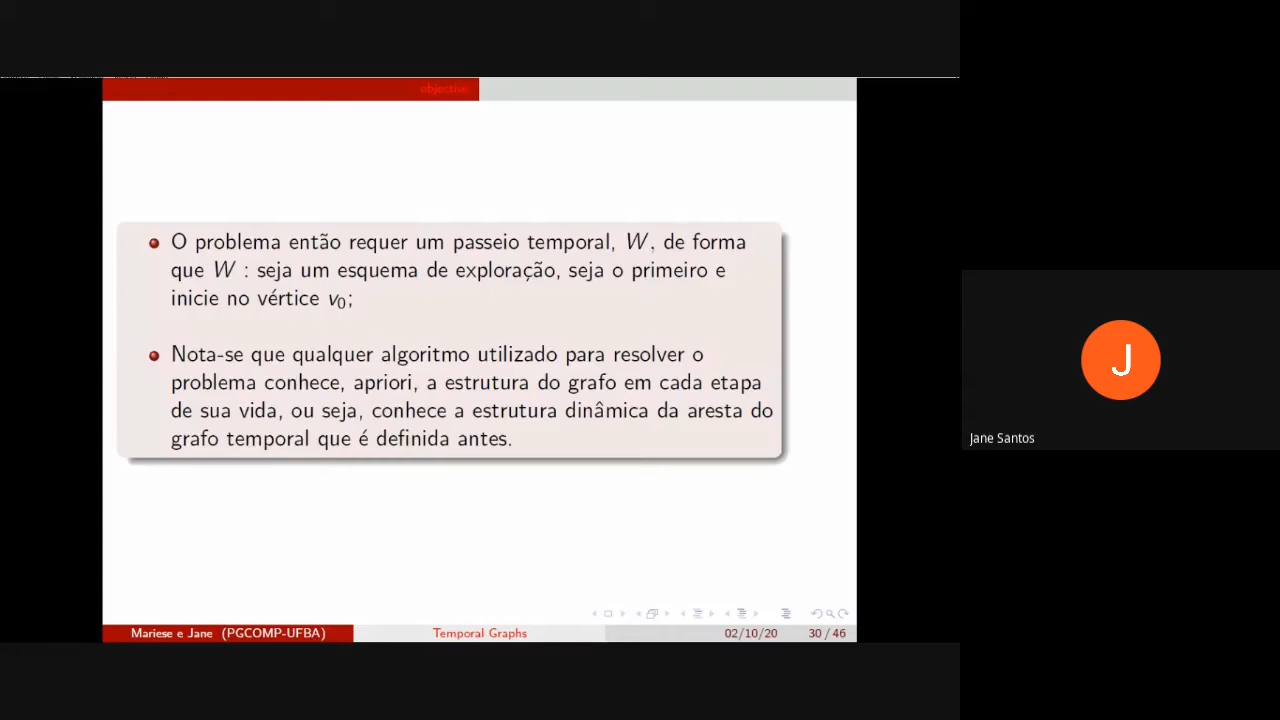 objective
O problema então requer um passeio temporal, W, de forma
que W : seja um esquema de exploração, seja o primeiro e
inicie no vértice v₀;
Nota-se que qualquer algoritmo utilizado para resolver o
problema conhece, apriori, a estrutura do grafo em cada etapa
de sua vida, ou seja, conhece a estrutura dinâmica da aresta do
grafo temporal que é definida antes.
J
Jane Santos
Mariese e Jane (PGCOMP-UFBA) Temporal Graphs 02/10/20 30 / 46